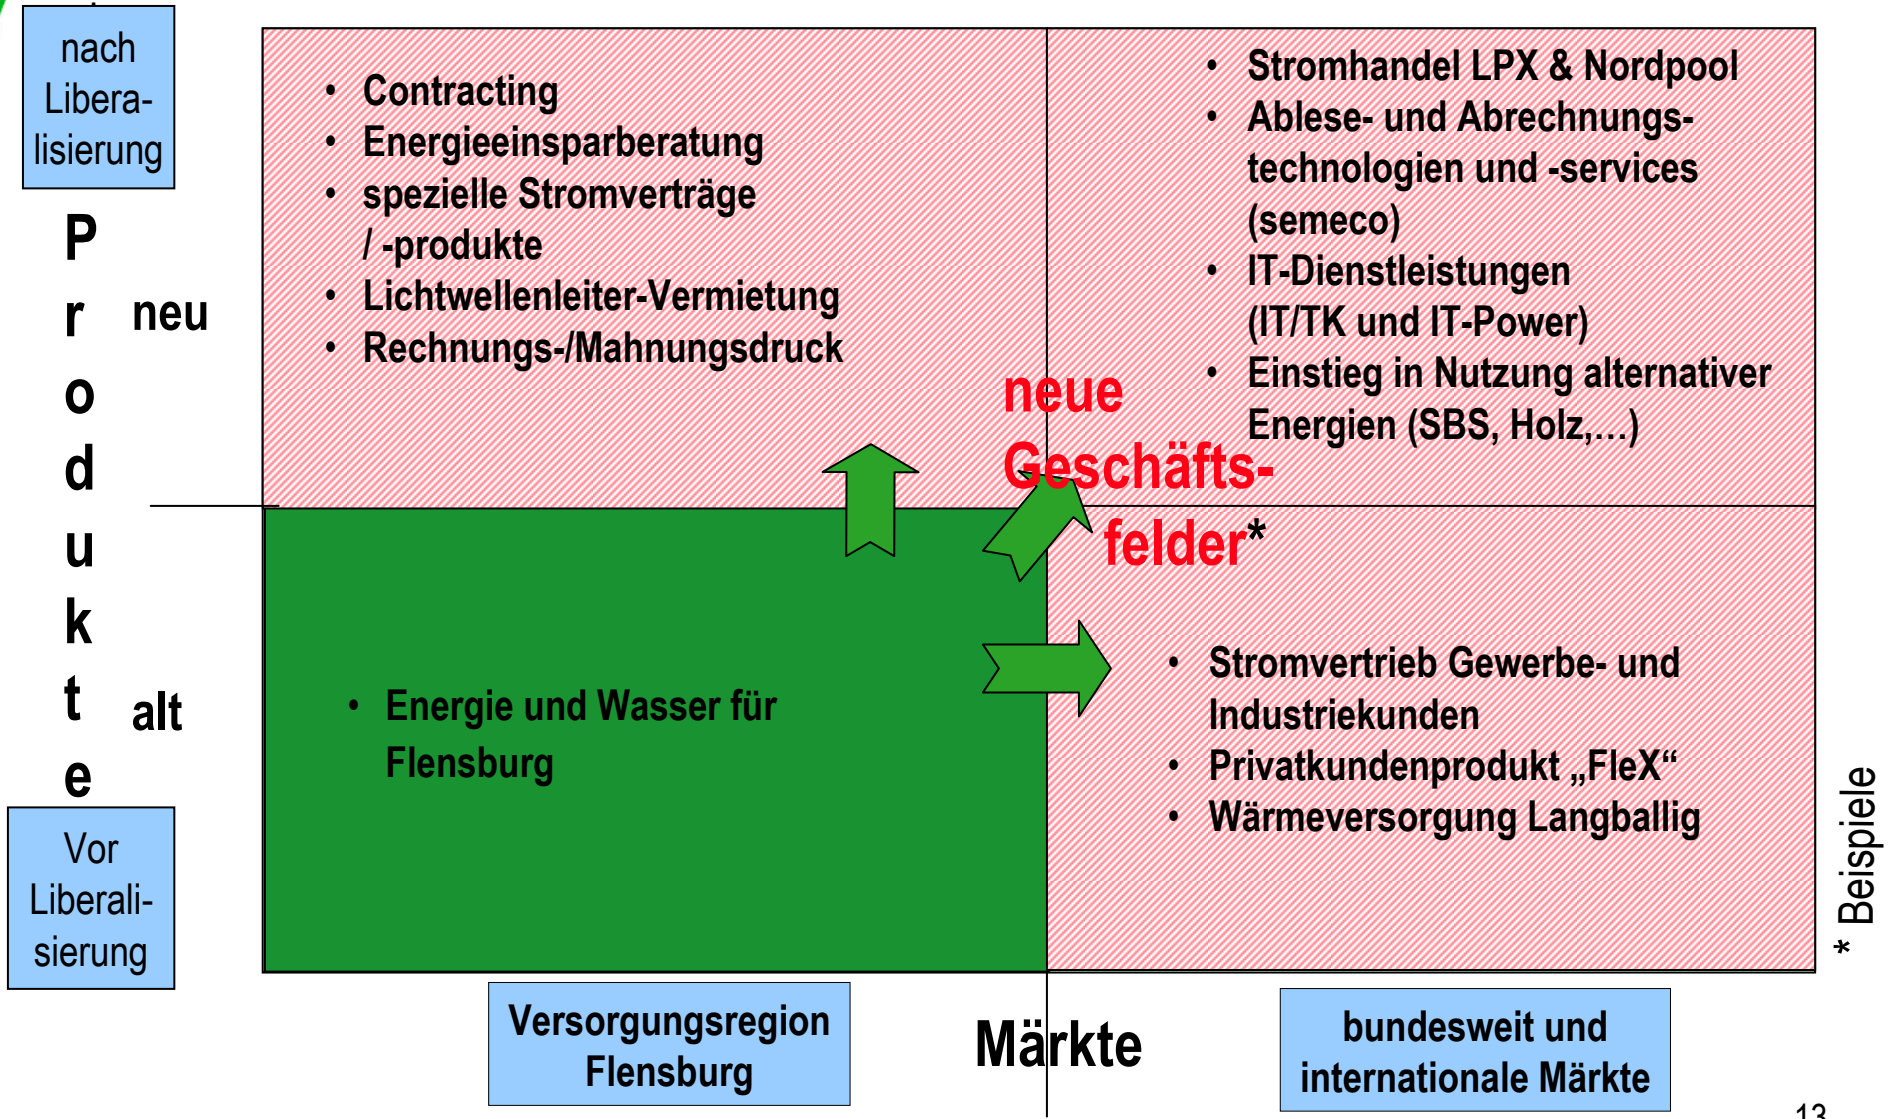 nach
Libera-
lisierung
• Contracting
• Energieeinsparberatung
• spezielle Stromverträge
/ -produkte
• Lichtwellenleiter-Vermietung
• Rechnungs-/Mahnungsdruck
• Stromhandel LPX & Nordpool
• Ablese- und Abrechnungs-
technologien und -services
(semeco)
• IT-Dienstleistungen
(IT/TK und IT-Power)
• Einstieg in Nutzung alternativer
Energien (SBS, Holz,…)
Produkte
neu
neue
Geschäfts-
felder*
alt
• Energie und Wasser für
Flensburg
• Stromvertrieb Gewerbe- und
Industriekunden
• Privatkundenprodukt „FleX“
• Wärmeversorgung Langballig
Vor
Liberali-
sierung
* Beispiele
Versorgungsregion
Flensburg
Märkte
bundesweit und
internationale Märkte
13